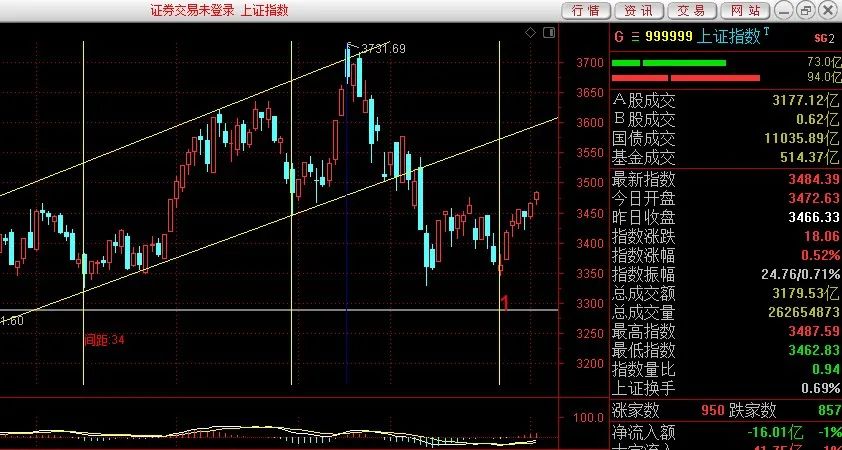 证券交易未登录 上证指数
行情 资讯 交易 网站
3731.69
3700
3650
3600
3550
3500
3450
3400
3350
3300
3250
3200
1.60
间距:34
1
100.0
G 999999 上证指数 T
SG2
73.0亿
94.0亿
A股成交 3177.12亿
B股成交 0.62亿
国债成交 11035.89亿
基金成交 514.37亿
最新指数 3484.39
今日开盘 3472.63
昨日收盘 3466.33
指数涨跌 18.06
指数涨幅 0.52%
指数振幅 24.76/0.71%
总成交额 3179.53亿
总成交量 262654873
最高指数 3487.59
最低指数 3462.83
指数量比 0.94
上证换手 0.69%
涨家数 950 跌家数 857
净流入额 -16.01亿 -1%